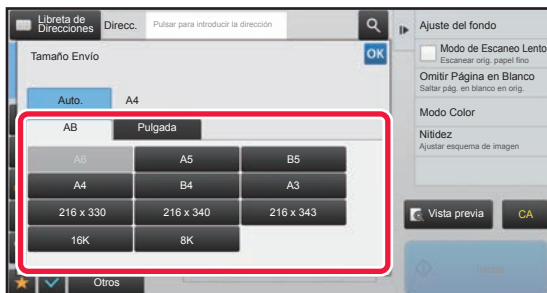 Libreta de Direcciones
Direcc.
Pulsar para introducir la dirección
Tamaño Envío
OK
Auto.
A4
AB
Pulgada
A6
A5
B5
A4
B4
A3
216 x 330
216 x 340
216 x 343
16K
8K
Otros
Ajuste del fondo
Modo de Escaneo Lento
Escanear orig. papel fino
Omitir Página en Blanco
Saltar pág. en blanco en orig.
Modo Color
Nitidez
Ajustar esquema de imagen
Vista previa
CA
Iniciar